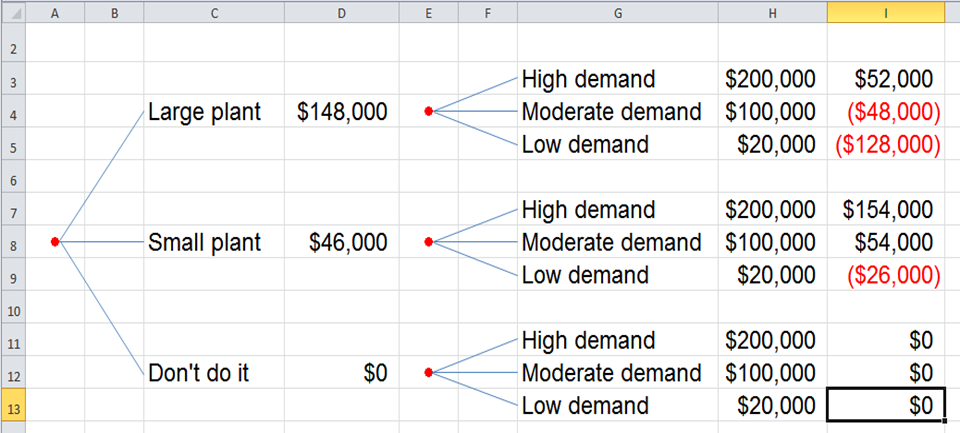 A B C D E F G H I
2
3 High demand $200,000 $52,000
4 Large plant $148,000 Moderate demand $100,000 ($48,000)
5 Low demand $20,000 ($128,000)
6
7 High demand $200,000 $154,000
8 Small plant $46,000 Moderate demand $100,000 $54,000
9 Low demand $20,000 ($26,000)
10
11 High demand $200,000 $0
12 Don't do it $0 Moderate demand $100,000 $0
13 Low demand $20,000 $0